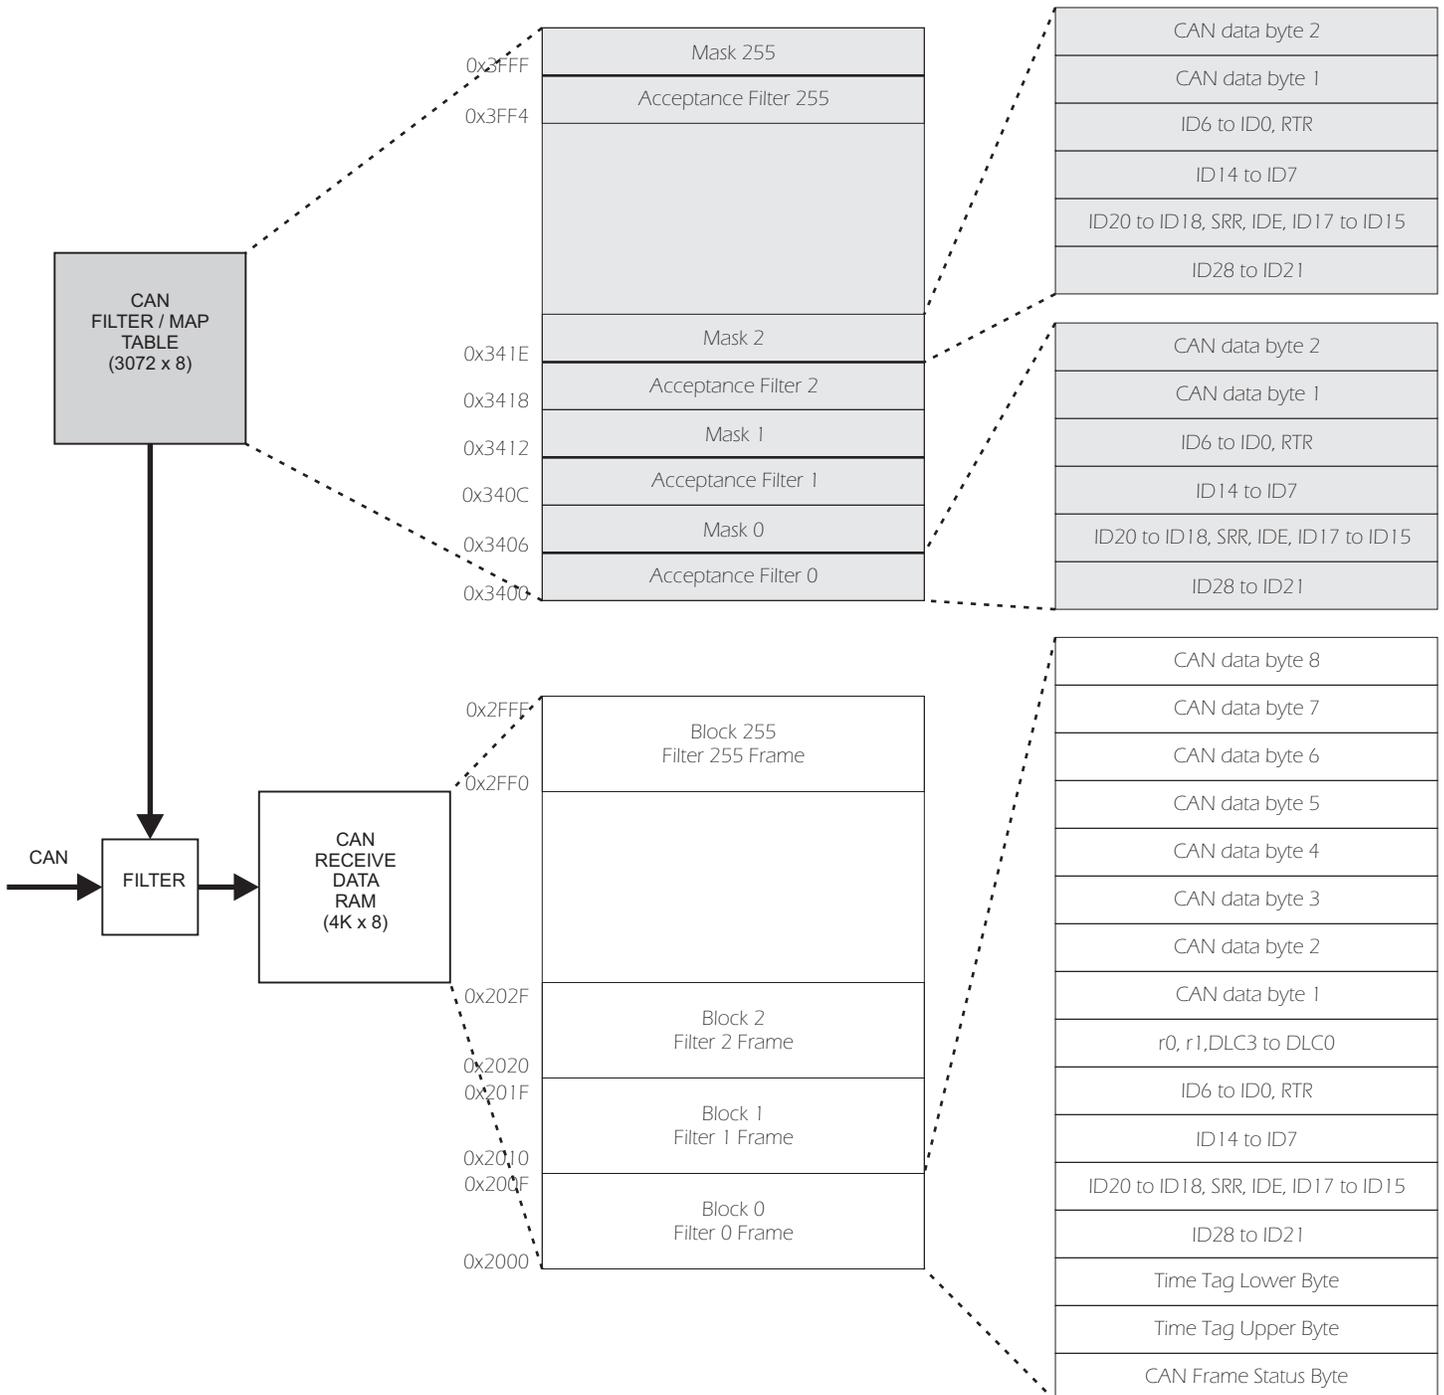 CAN
FILTER / MAP
TABLE
(3072 x 8)
0x3FFF
Mask 255
Acceptance Filter 255
0x3FF4
Mask 2
0x341E
Acceptance Filter 2
0x3418
Mask 1
0x3412
Acceptance Filter 1
0x340C
Mask 0
0x3406
Acceptance Filter 0
0x3400
CAN data byte 2
CAN data byte 1
ID6 to ID0, RTR
ID14 to ID7
ID20 to ID18, SRR, IDE, ID17 to ID15
ID28 to ID21
CAN data byte 2
CAN data byte 1
ID6 to ID0, RTR
ID14 to ID7
ID20 to ID18, SRR, IDE, ID17 to ID15
ID28 to ID21
CAN
FILTER
CAN
RECEIVE
DATA
RAM
(4K x 8)
0x2FFF
Block 255
Filter 255 Frame
0x2FF0
0x202F
Block 2
Filter 2 Frame
0x2020
0x201F
Block 1
Filter 1 Frame
0x2010
0x200F
Block 0
Filter 0 Frame
0x2000
CAN data byte 8
CAN data byte 7
CAN data byte 6
CAN data byte 5
CAN data byte 4
CAN data byte 3
CAN data byte 2
CAN data byte 1
r0, r1,DLC3 to DLC0
ID6 to ID0, RTR
ID14 to ID7
ID20 to ID18, SRR, IDE, ID17 to ID15
ID28 to ID21
Time Tag Lower Byte
Time Tag Upper Byte
CAN Frame Status Byte